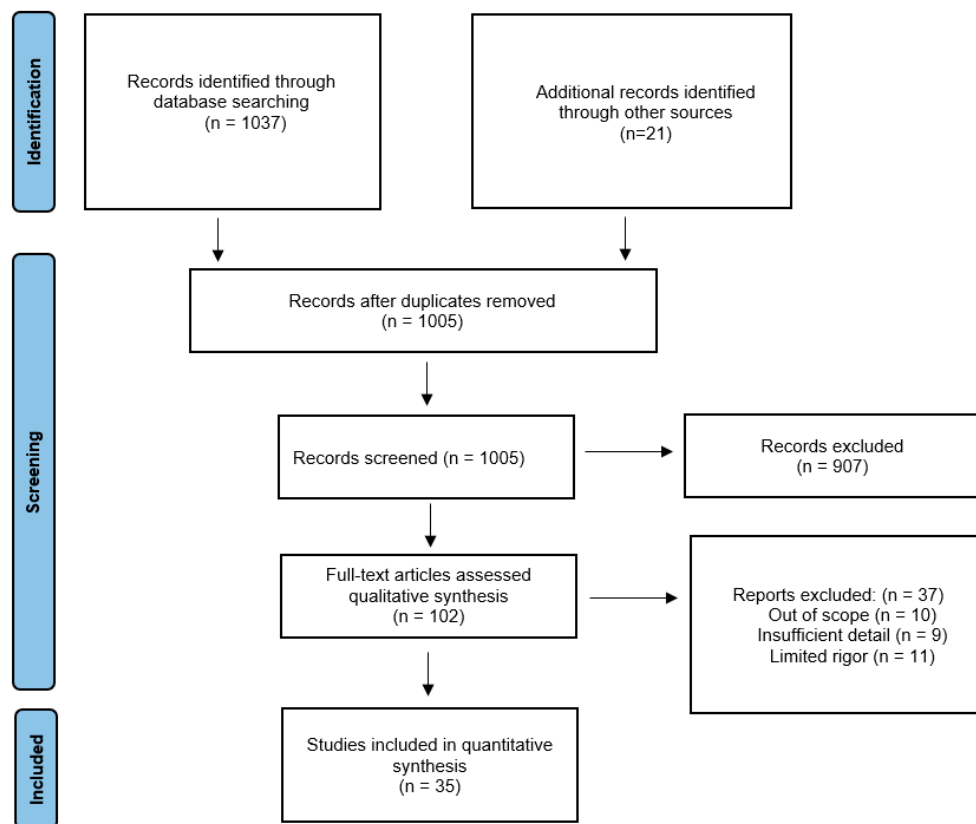 Identification
Records identified through
database searching
(n = 1037)
Additional records identified
through other sources
(n=21)
Screening
Records after duplicates removed
(n = 1005)
Records screened (n = 1005)
Records excluded
(n = 907)
Full-text articles assessed
qualitative synthesis
(n = 102)
Reports excluded: (n = 37)
Out of scope (n = 10)
Insufficient detail (n = 9)
Limited rigor (n = 11)
Included
Studies included in quantitative
synthesis
(n = 35)